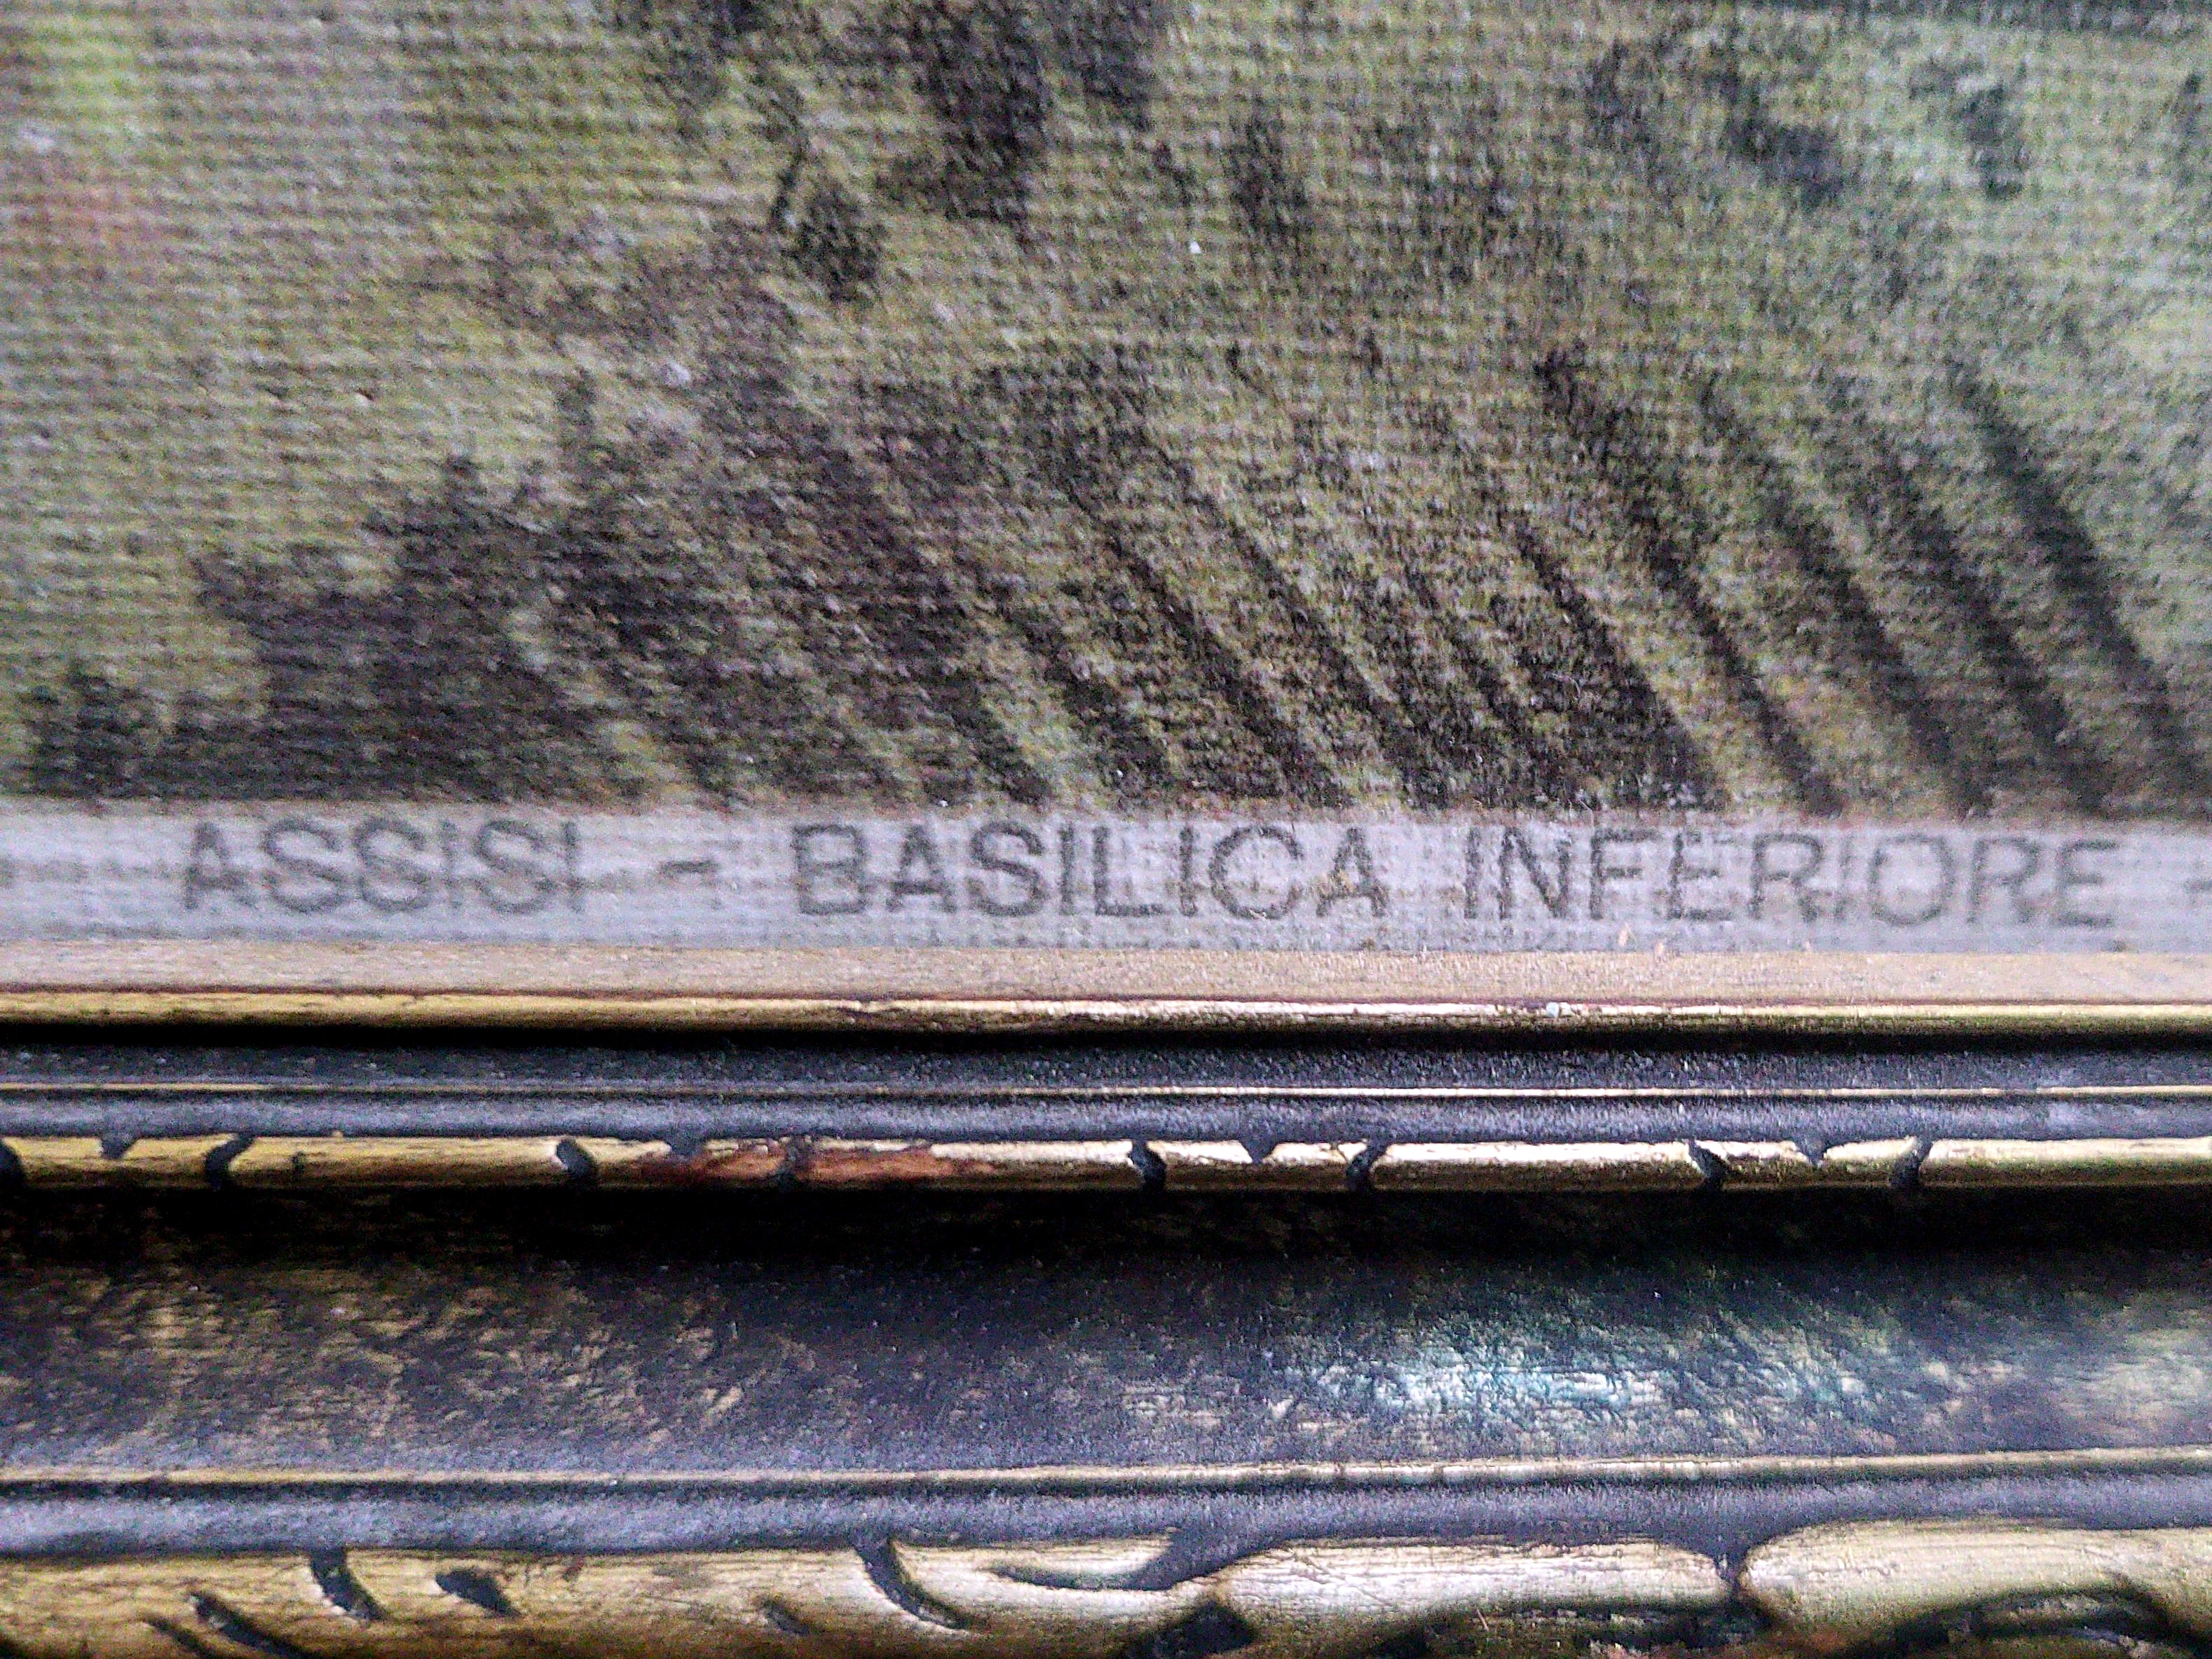 ASSISI - BASILICA INFERIORE -